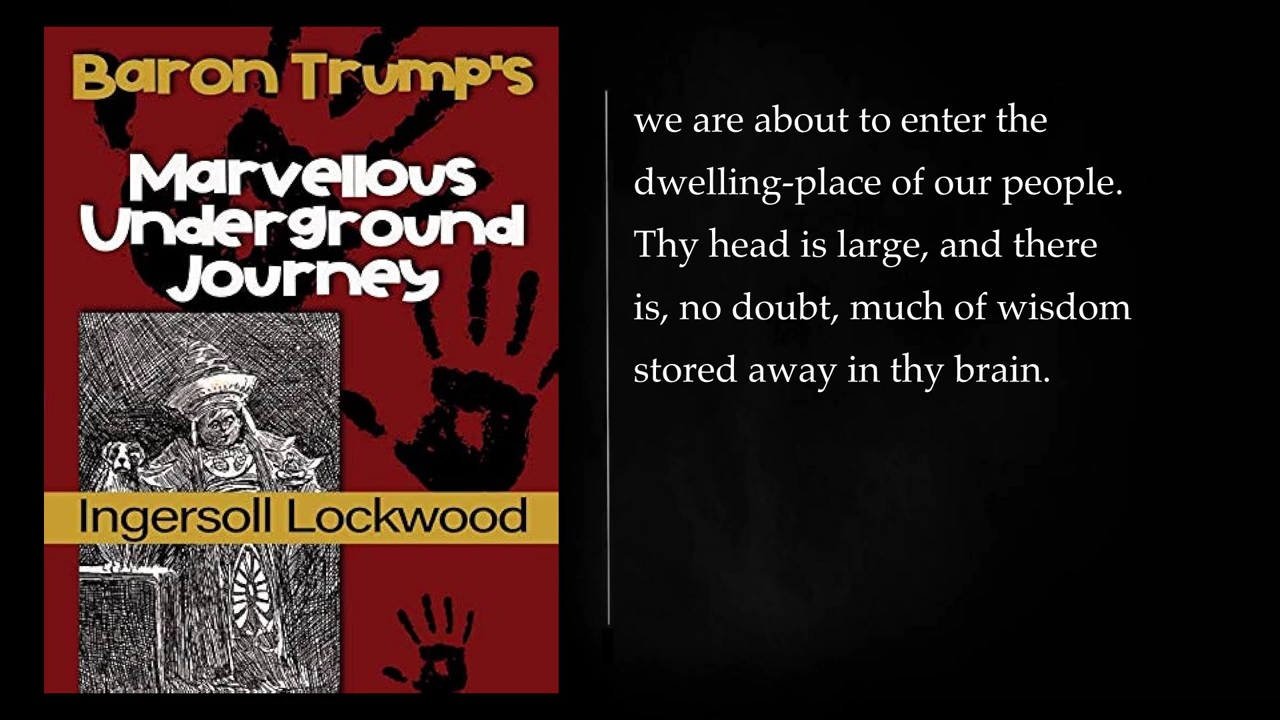 Baron Trump's
Marvellous
Underground
Journey
Ingersoll Lockwood
we are about to enter the
dwelling-place of our people.
Thy head is large, and there
is, no doubt, much of wisdom
stored away in thy brain.